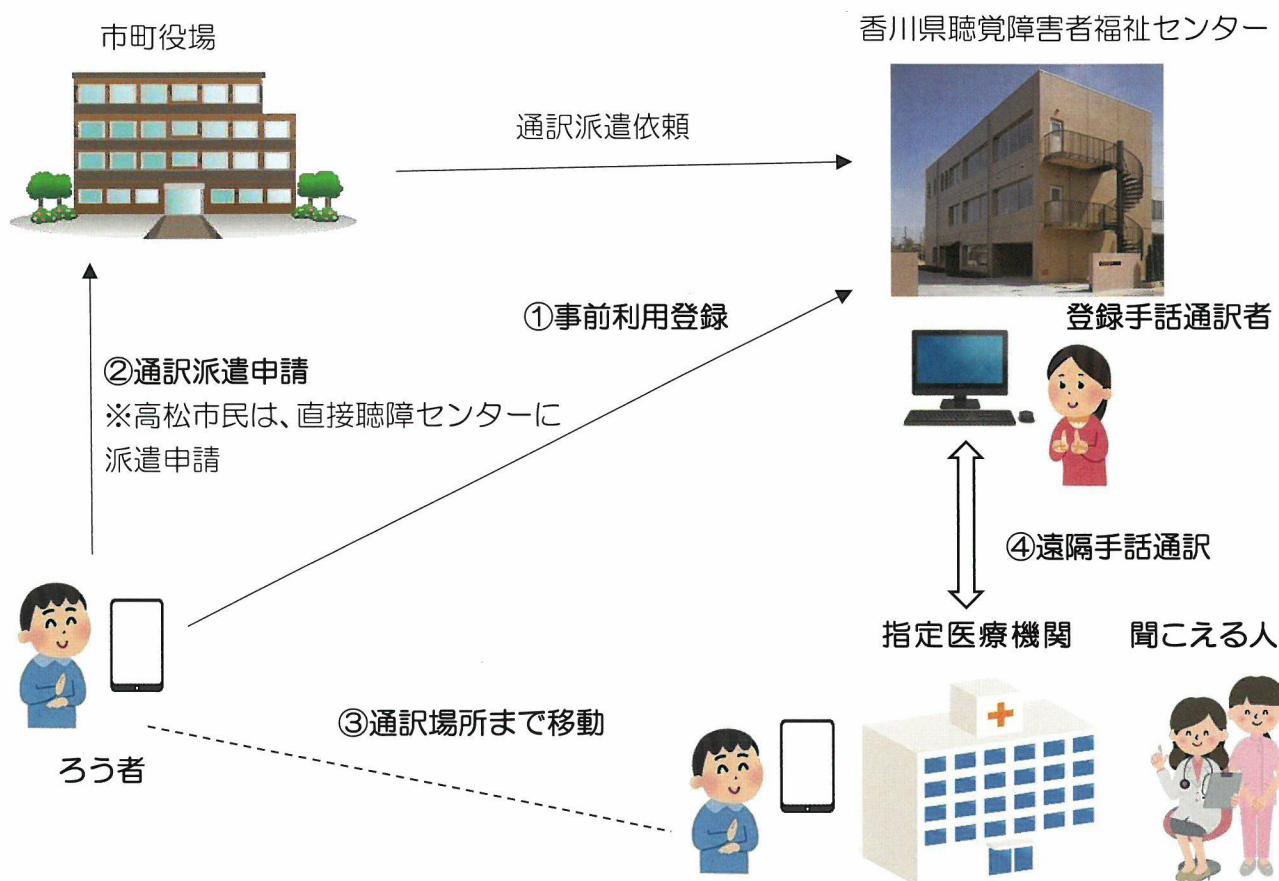 市町役場
香川県聴覚障害者福祉センター
通訳派遣依頼
①事前利用登録
登録手話通訳者
②通訳派遣申請
※高松市民は、直接聴障センターに
派遣申請
④遠隔手話通訳
指定医療機関
聞こえる人
③通訳場所まで移動
ろう者